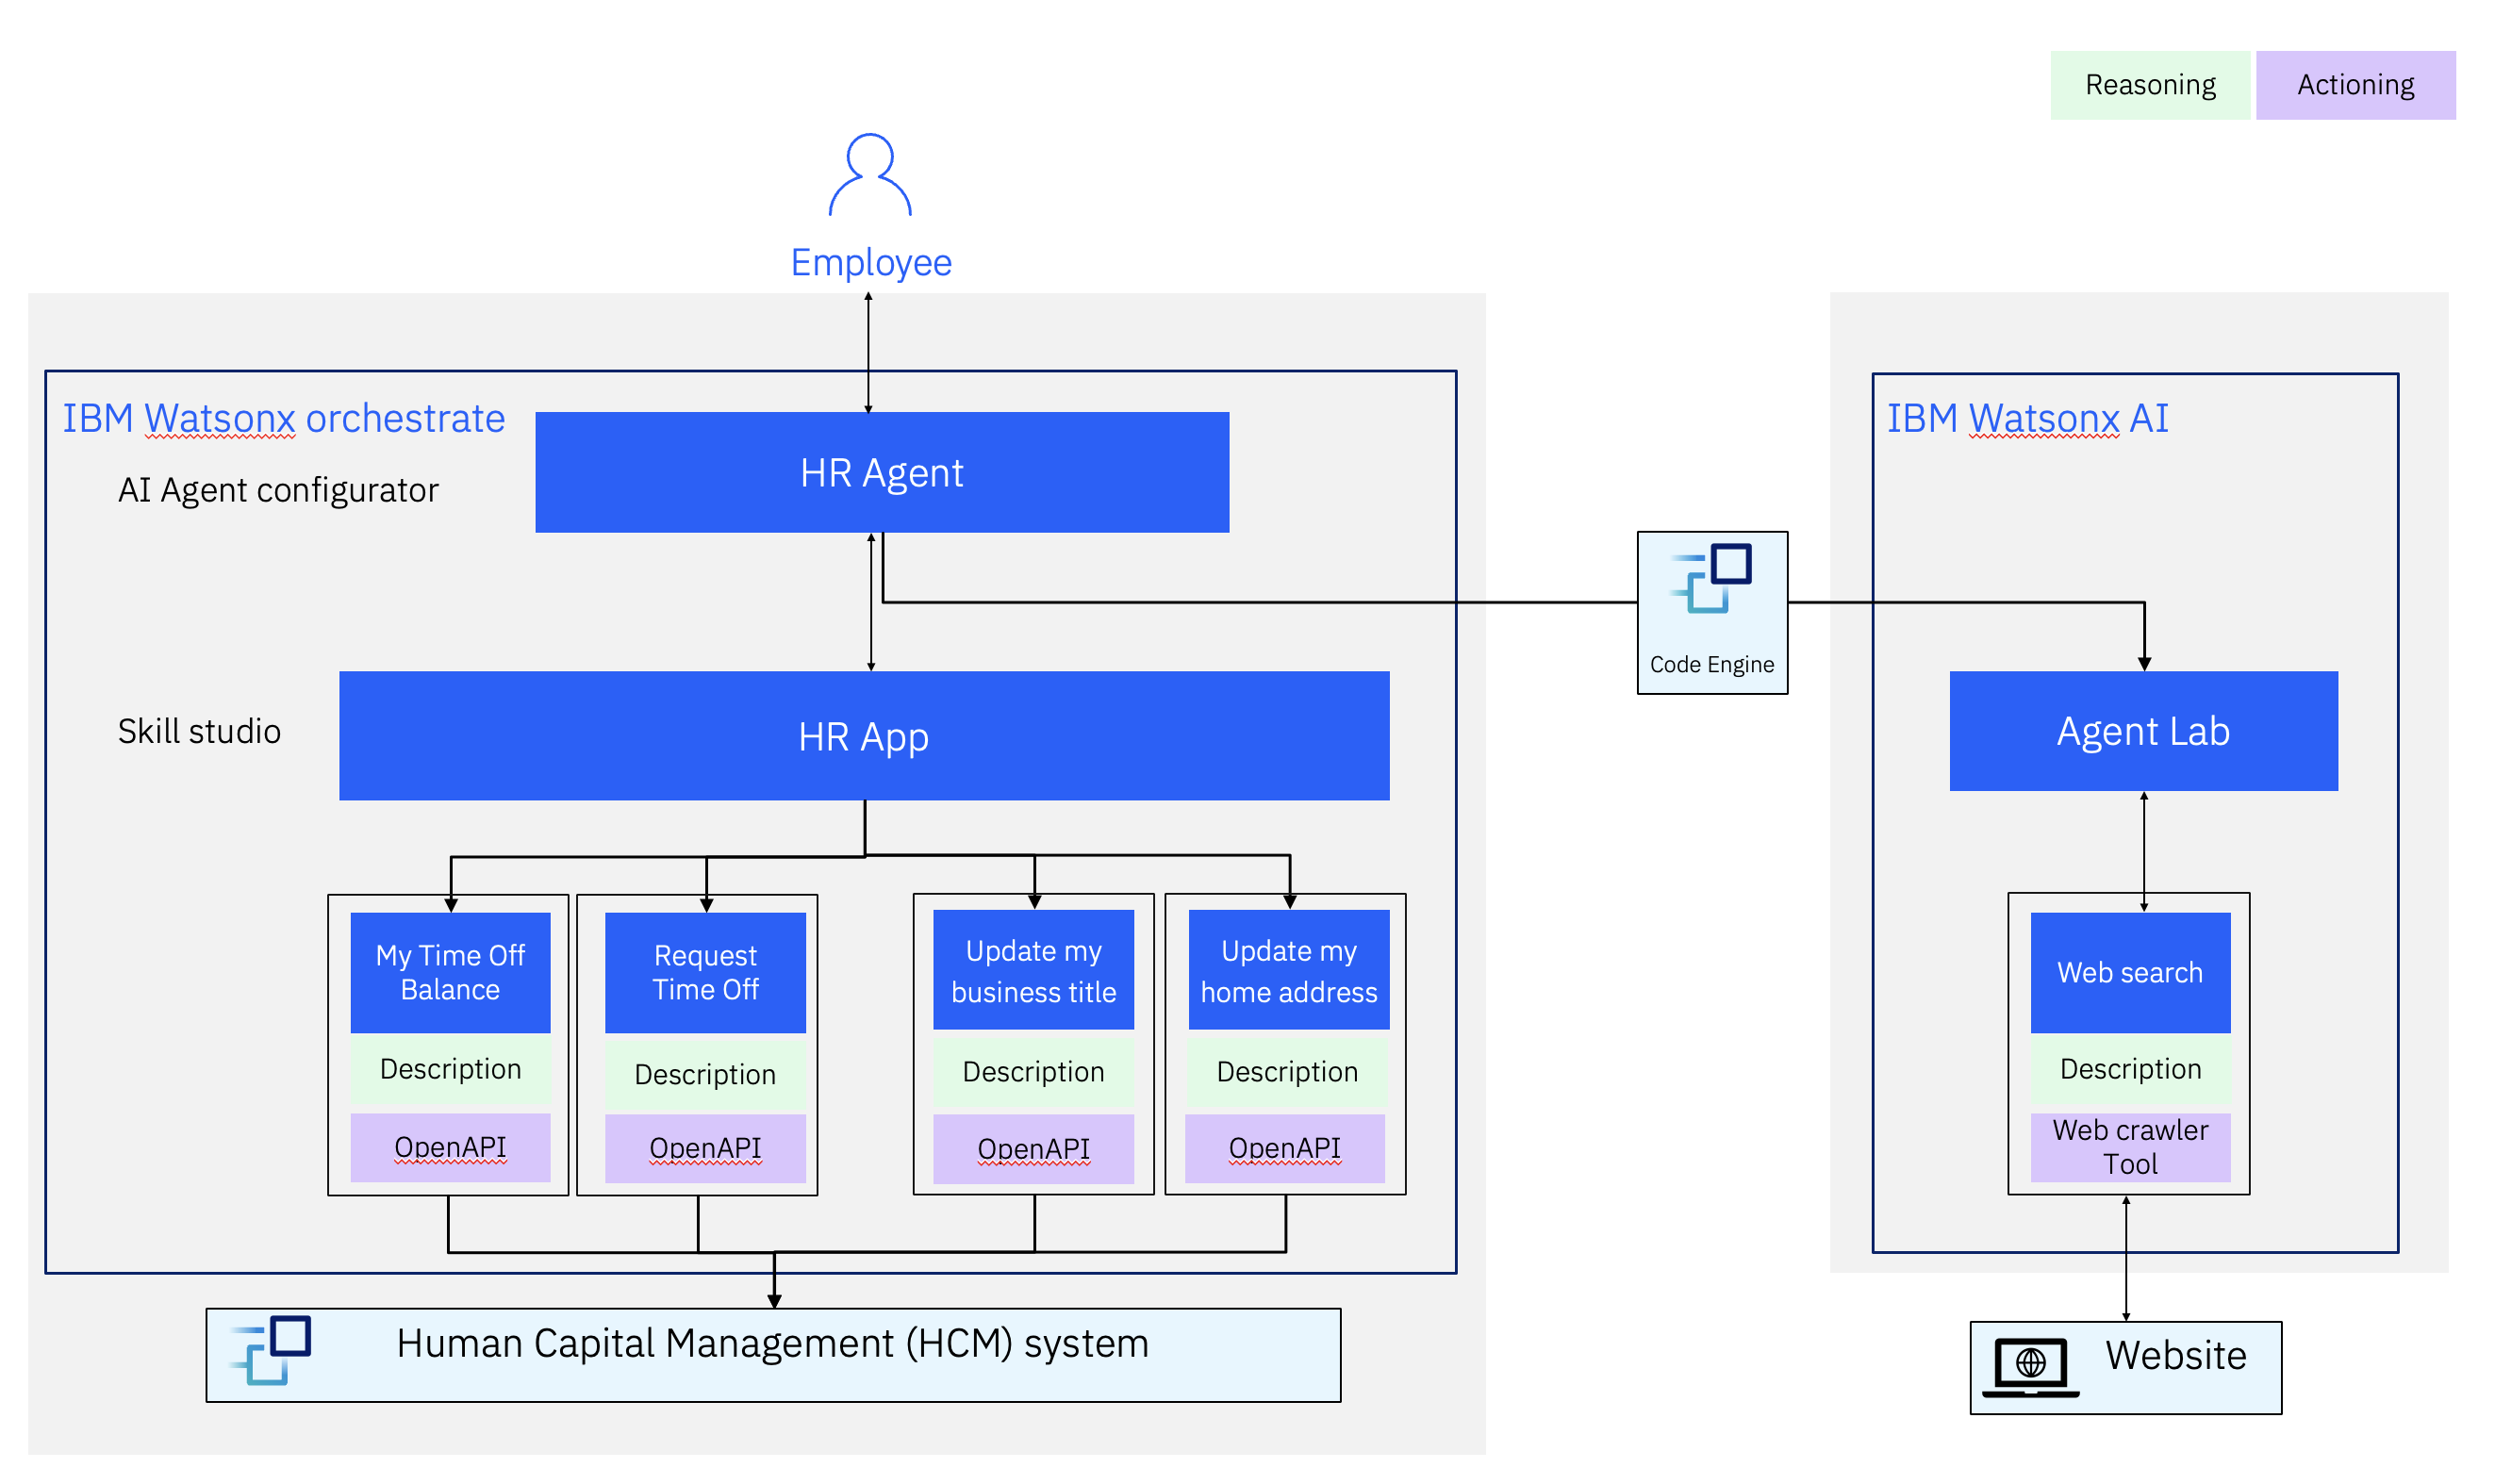 Reasoning
Actioning
Employee
IBM Watsonx orchestrate
AI Agent configurator
HR Agent
Skill studio
HR App
My Time Off
Balance
Description
OpenAPI
Request
Time Off
Description
OpenAPI
Update my
business title
Description
OpenAPI
Update my
home address
Description
OpenAPI
Human Capital Management (HCM) system
Code Engine
IBM Watsonx AI
Agent Lab
Web search
Description
Web crawler
Tool
Website